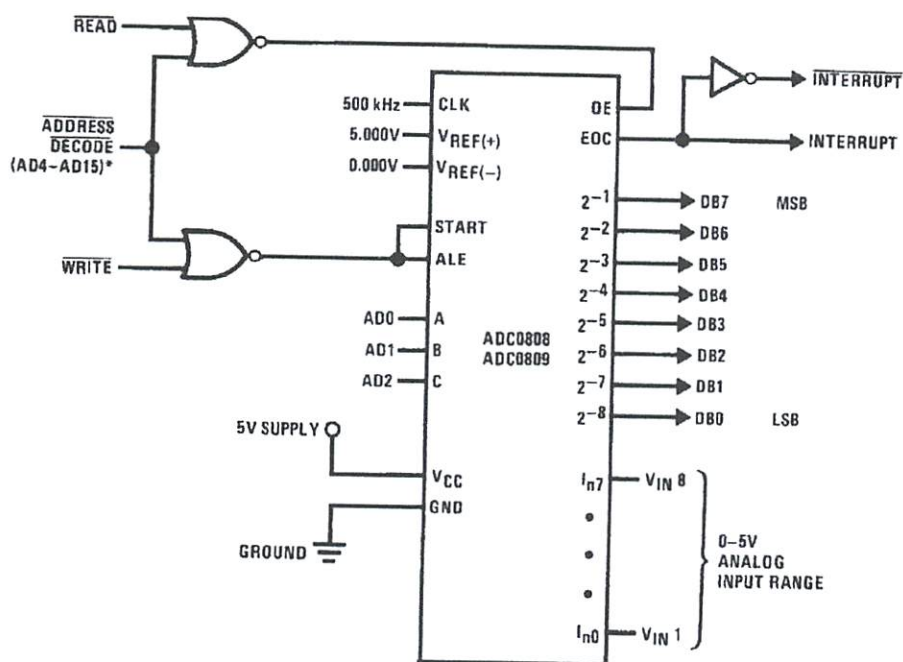 READ
ADDRESS
DECODE
(AD4–AD15)*
WRITE
500 kHz
CLK
5.000V
VREF(+)
0.000V
VREF(−)
START
ALE
AD0
A
AD1
B
AD2
C
5V SUPPLY
VCC
GND
GROUND
ADC0808
ADC0809
OE
EOC
INTERRUPT
INTERRUPT
2−1
DB7
MSB
2−2
DB6
2−3
DB5
2−4
DB4
2−5
DB3
2−6
DB2
2−7
DB1
2−8
DB0
LSB
In7
VIN 8
0–5V
ANALOG
INPUT RANGE
In0
VIN 1